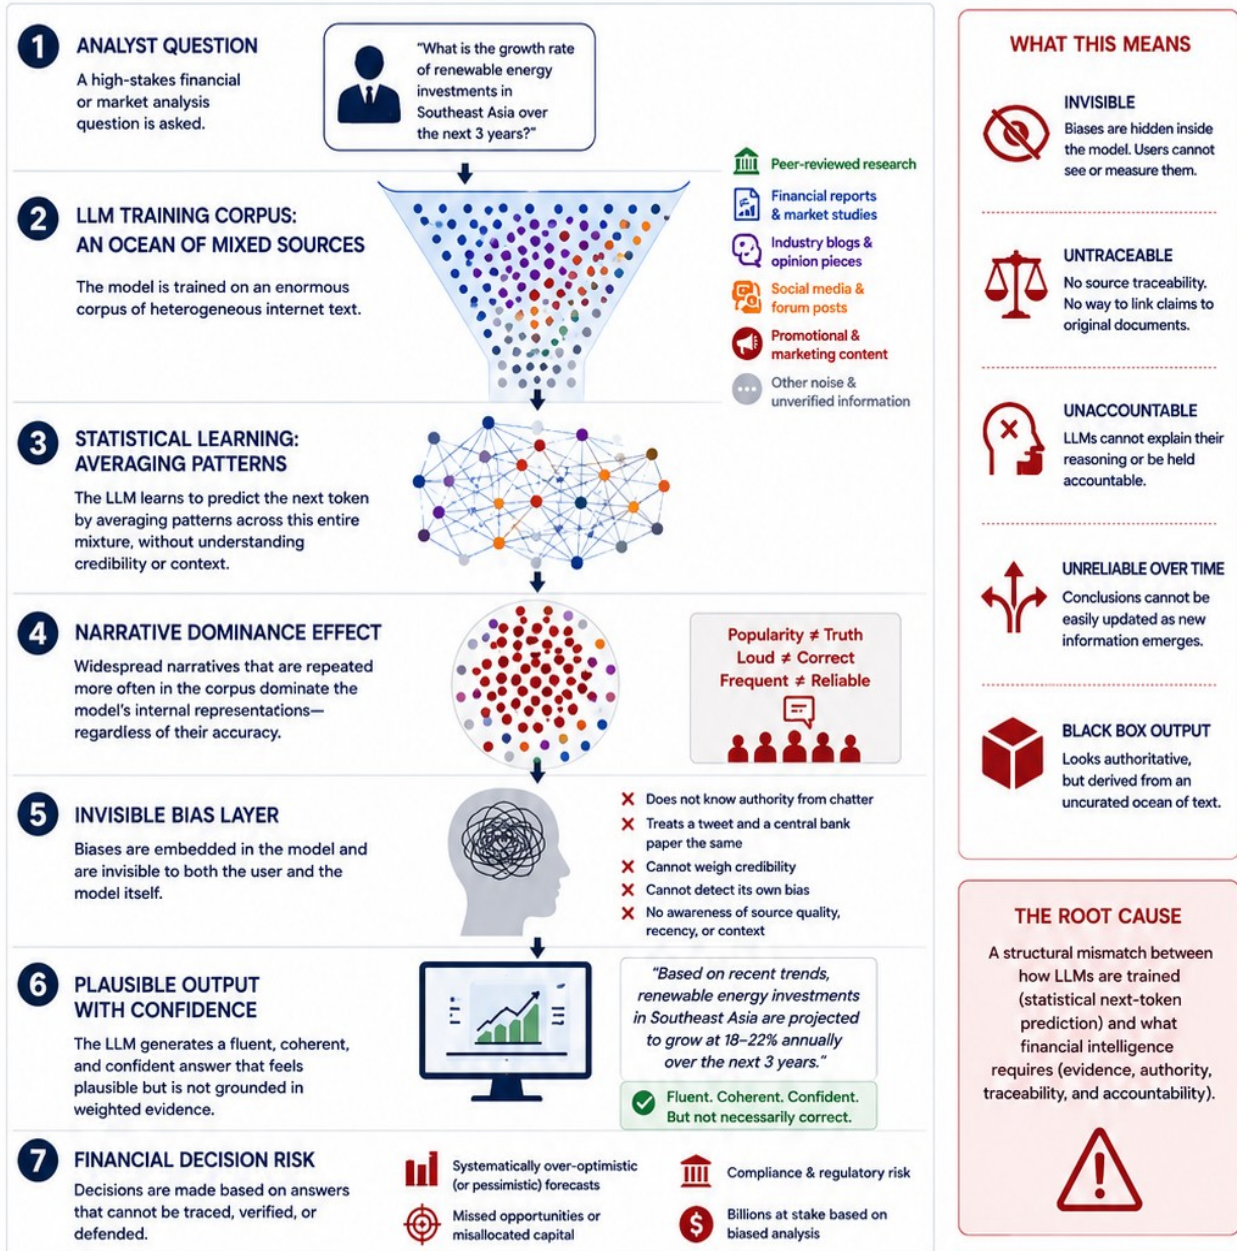 1
ANALYST QUESTION
A high-stakes financial
or market analysis
question is asked.
"What is the growth rate
of renewable energy
investments in
Southeast Asia over
the next 3 years?"
2
LLM TRAINING CORPUS:
AN OCEAN OF MIXED SOURCES
The model is trained on an enormous
corpus of heterogeneous internet text.
Peer-reviewed research
Financial reports
& market studies
Industry blogs &
opinion pieces
Social media &
forum posts
Promotional &
marketing content
Other noise &
unverified information
3
STATISTICAL LEARNING:
AVERAGING PATTERNS
The LLM learns to predict the next token
by averaging patterns across this entire
mixture, without understanding
credibility or context.
4
NARRATIVE DOMINANCE EFFECT
Widespread narratives that are repeated
more often in the corpus dominate the
model's internal representations—
regardless of their accuracy.
Popularity ≠ Truth
Loud ≠ Correct
Frequent ≠ Reliable
5
INVISIBLE BIAS LAYER
Biases are embedded in the model and
are invisible to both the user and the
model itself.
Does not know authority from chatter
Treats a tweet and a central bank
paper the same
Cannot weigh credibility
Cannot detect its own bias
No awareness of source quality,
recency, or context
6
PLAUSIBLE OUTPUT
WITH CONFIDENCE
The LLM generates a fluent, coherent,
and confident answer that feels
plausible but is not grounded in
weighted evidence.
"Based on recent trends,
renewable energy investments
in Southeast Asia are projected
to grow at 18–22% annually
over the next 3 years."
Fluent. Coherent. Confident.
But not necessarily correct.
7
FINANCIAL DECISION RISK
Decisions are made based on answers
that cannot be traced, verified, or
defended.
Systematically over-optimistic
(or pessimistic) forecasts
Missed opportunities or
misallocated capital
Compliance & regulatory risk
$
Billions at stake based on
biased analysis
WHAT THIS MEANS
INVISIBLE
Biases are hidden inside
the model. Users cannot
see or measure them.
UNTRACEABLE
No source traceability.
No way to link claims to
original documents.
UNACCOUNTABLE
LLMs cannot explain their
reasoning or be held
accountable.
UNRELIABLE OVER TIME
Conclusions cannot be
easily updated as new
information emerges.
BLACK BOX OUTPUT
Looks authoritative,
but derived from an
uncurated ocean of text.
THE ROOT CAUSE
A structural mismatch between
how LLMs are trained
(statistical next-token
prediction) and what
financial intelligence
requires (evidence, authority,
traceability, and accountability).